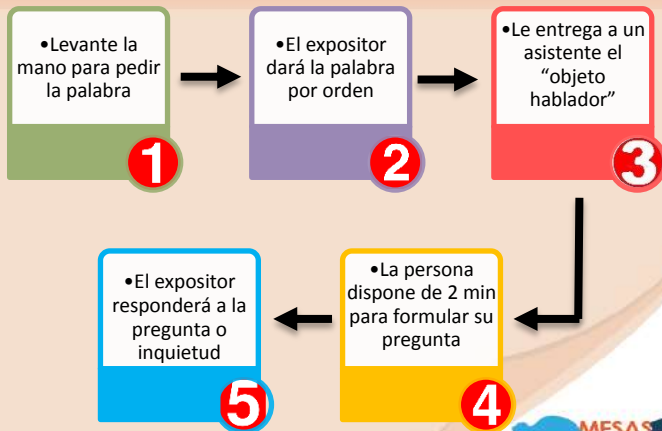 •Levante la
mano para pedir
la palabra
1
•El expositor
dará la palabra
por orden
2
•Le entrega a un
asistente el
“objeto
hablador”
3
•La persona
dispone de 2 min
para formular su
pregunta
4
•El expositor
responderá a la
pregunta o
inquietud
5
MESAS